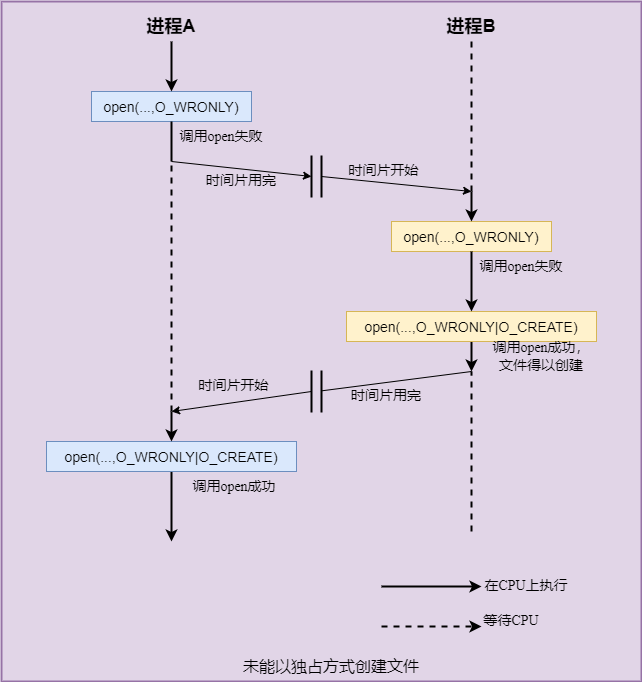 进程A
进程B
open(...,O_WRONLY)
调用open失败
时间片用完
时间片开始
open(...,O_WRONLY)
调用open失败
open(...,O_WRONLY|O_CREATE)
调用open成功,
文件得以创建
时间片开始
时间片用完
open(...,O_WRONLY|O_CREATE)
调用open成功
在CPU上执行
等待CPU
未能以独占方式创建文件